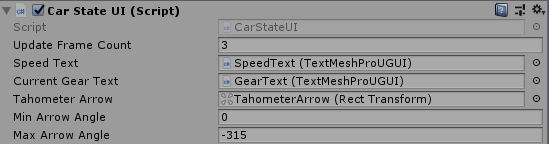 Car State UI (Script)
Script CarStateUI
Update Frame Count 3
Speed Text SpeedText (TextMeshProUGUI)
Current Gear Text GearText (TextMeshProUGUI)
Tahometer Arrow TahometerArrow (Rect Transform)
Min Arrow Angle 0
Max Arrow Angle -315